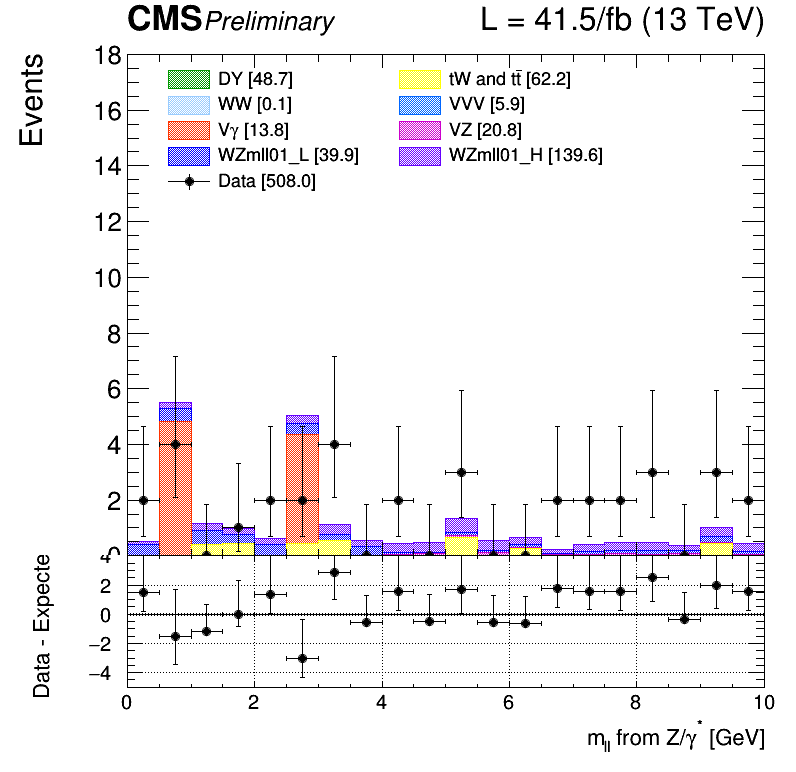 CMS Preliminary L = 41.5/fb (13 TeV)
Events
18
16
14
12
10
8
6
4
2
0
DY [48.7]
tW and tt̄ [62.2]
WW [0.1]
VVV [5.9]
Vγ [13.8]
VZ [20.8]
WZmll01_L [39.9]
WZmll01_H [139.6]
Data [508.0]
Data - Expecte
4
2
0
−2
−4
0 2 4 6 8 10
m_ll from Z/γ* [GeV]